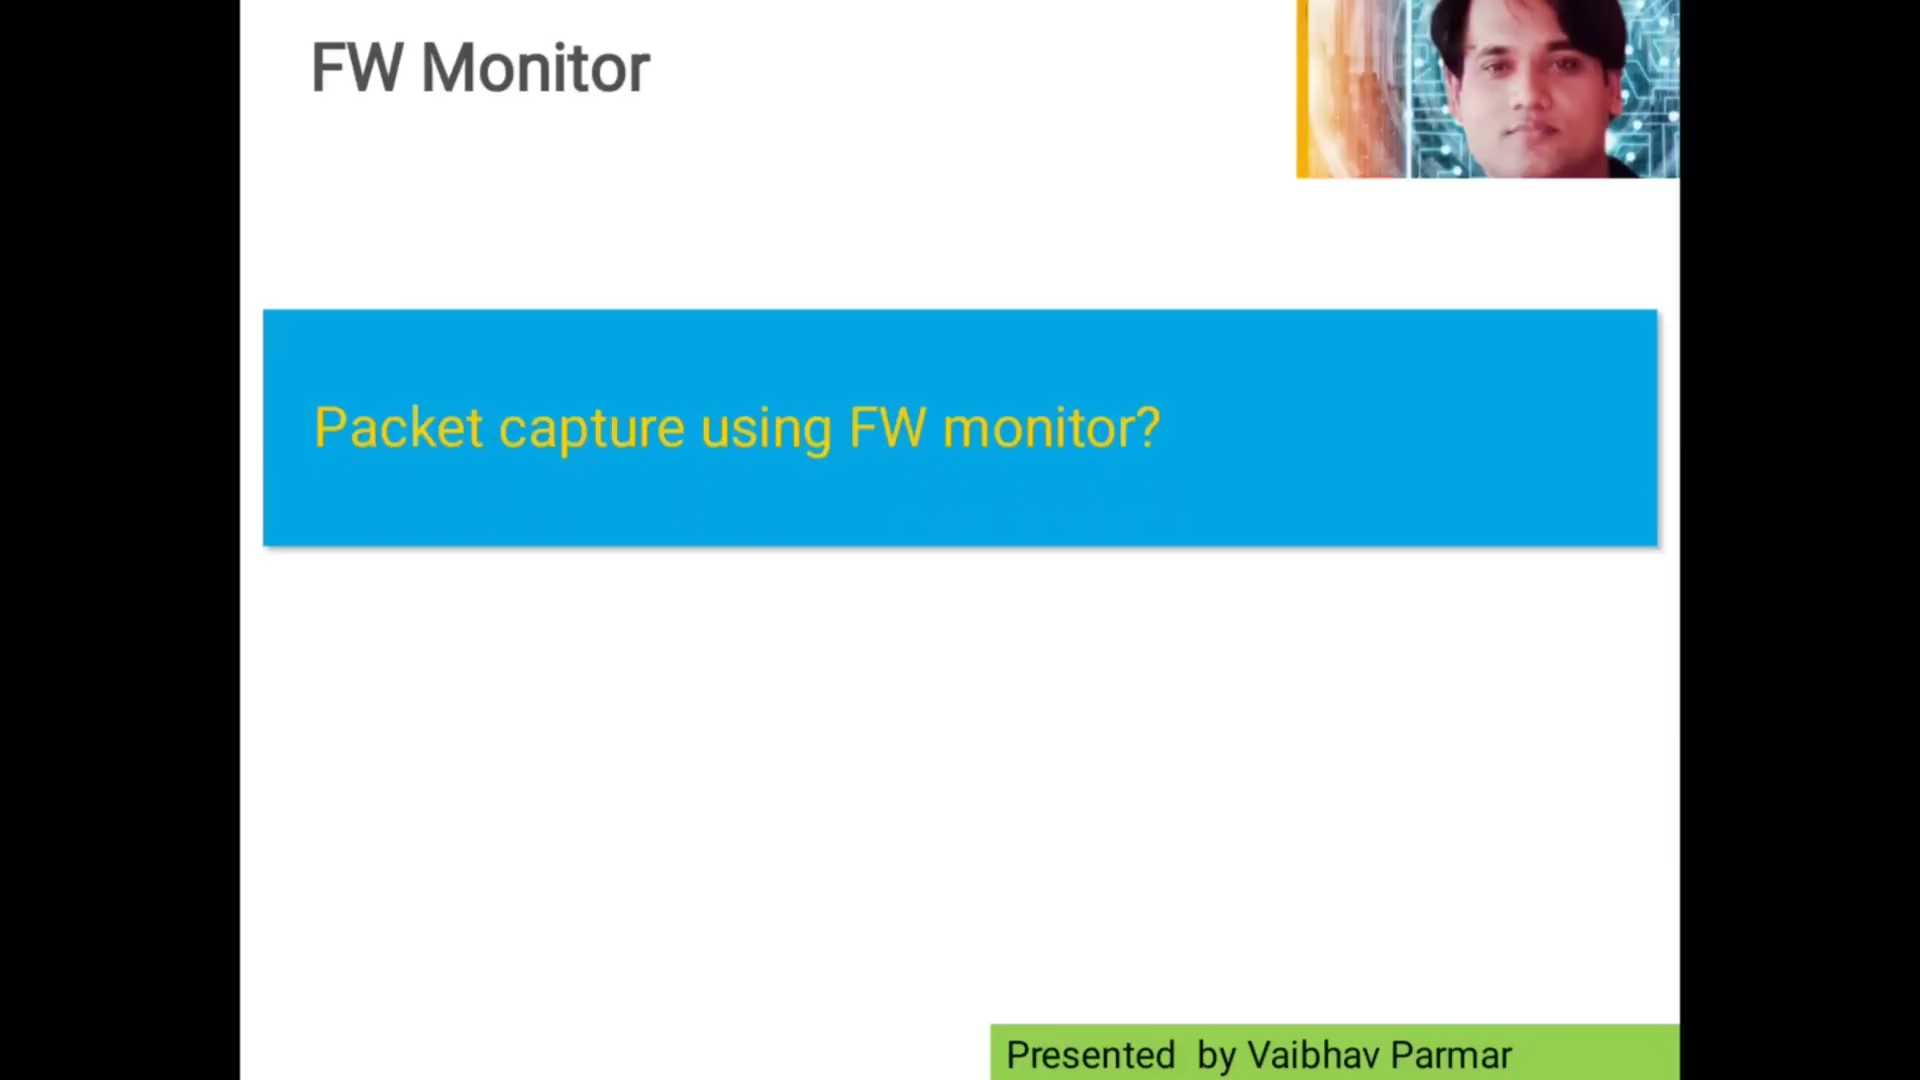 FW Monitor
Packet capture using FW monitor?
Presented by Vaibhav Parmar